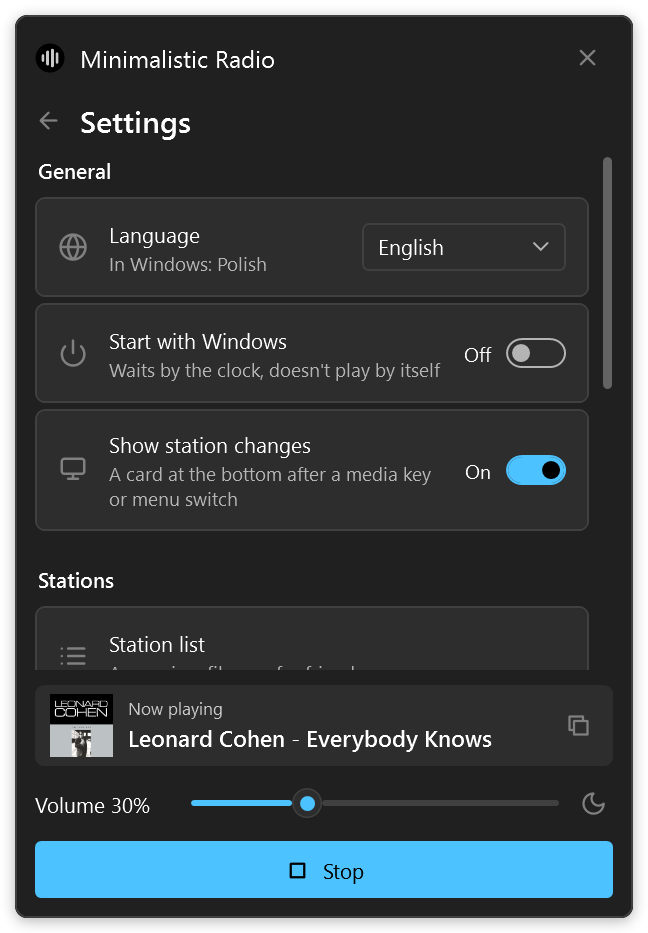 Minimalistic Radio
Settings
General
Language
In Windows: Polish
English
Start with Windows
Waits by the clock, doesn't play by itself
Off
Show station changes
A card at the bottom after a media key
or menu switch
On
Stations
Station list
LEONARD
COHEN
Now playing
Leonard Cohen - Everybody Knows
Volume 30%
Stop